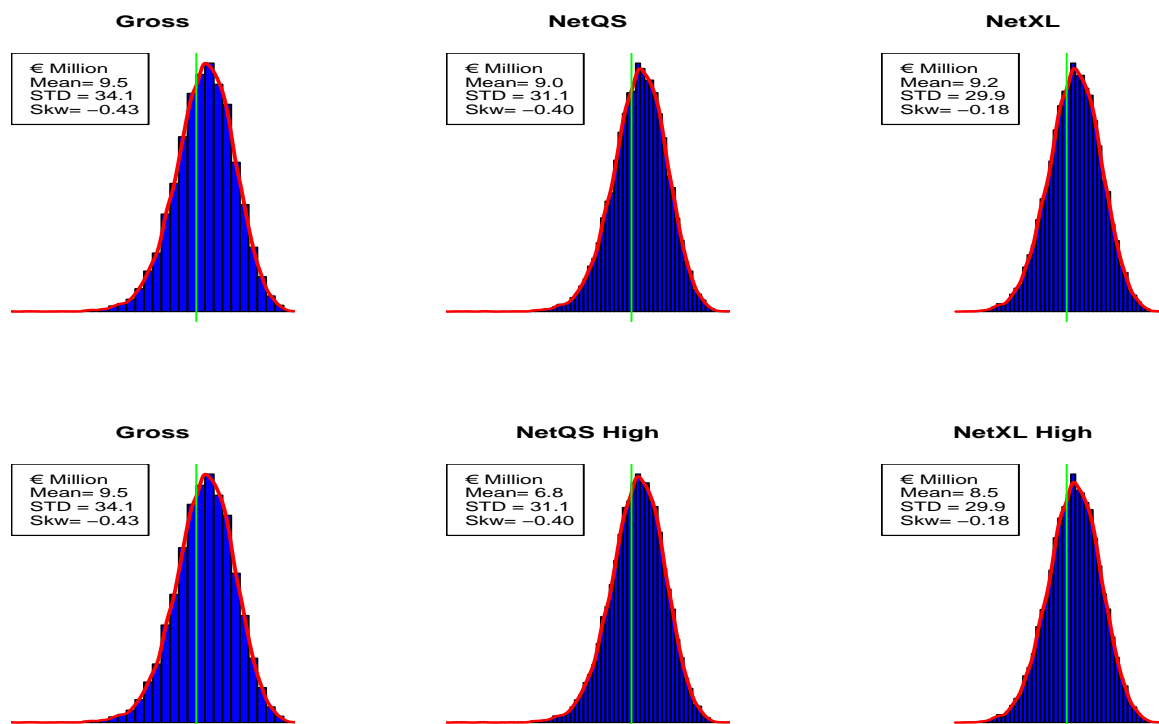 Gross
€ Million
Mean= 9.5
STD = 34.1
Skw= −0.43
NetQS
€ Million
Mean= 9.0
STD = 31.1
Skw= −0.40
NetXL
€ Million
Mean= 9.2
STD = 29.9
Skw= −0.18
Gross
€ Million
Mean= 9.5
STD = 34.1
Skw= −0.43
NetQS High
€ Million
Mean= 6.8
STD = 31.1
Skw= −0.40
NetXL High
€ Million
Mean= 8.5
STD = 29.9
Skw= −0.18